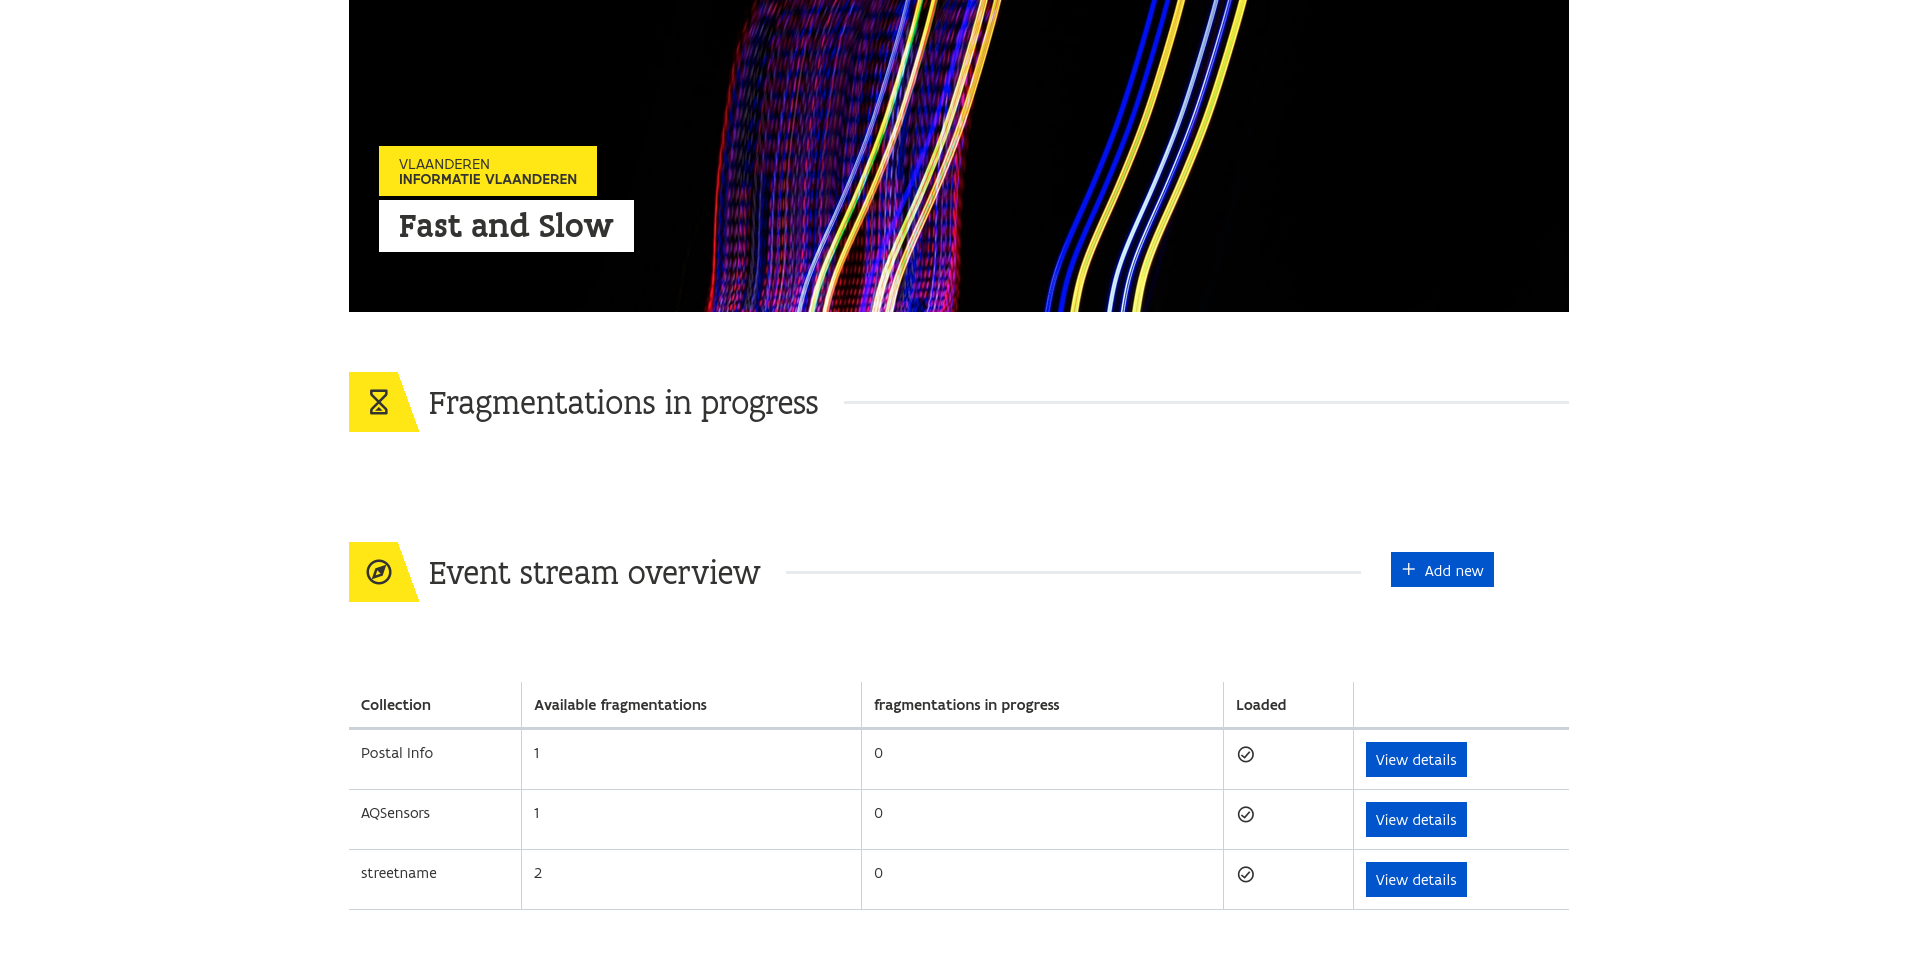 VLAANDEREN
INFORMATIE VLAANDEREN
Fast and Slow
Fragmentations in progress
Event stream overview
Add new
Collection Available fragmentations fragmentations in progress Loaded
Postal Info 1 0 View details
AQSensors 1 0 View details
streetname 2 0 View details